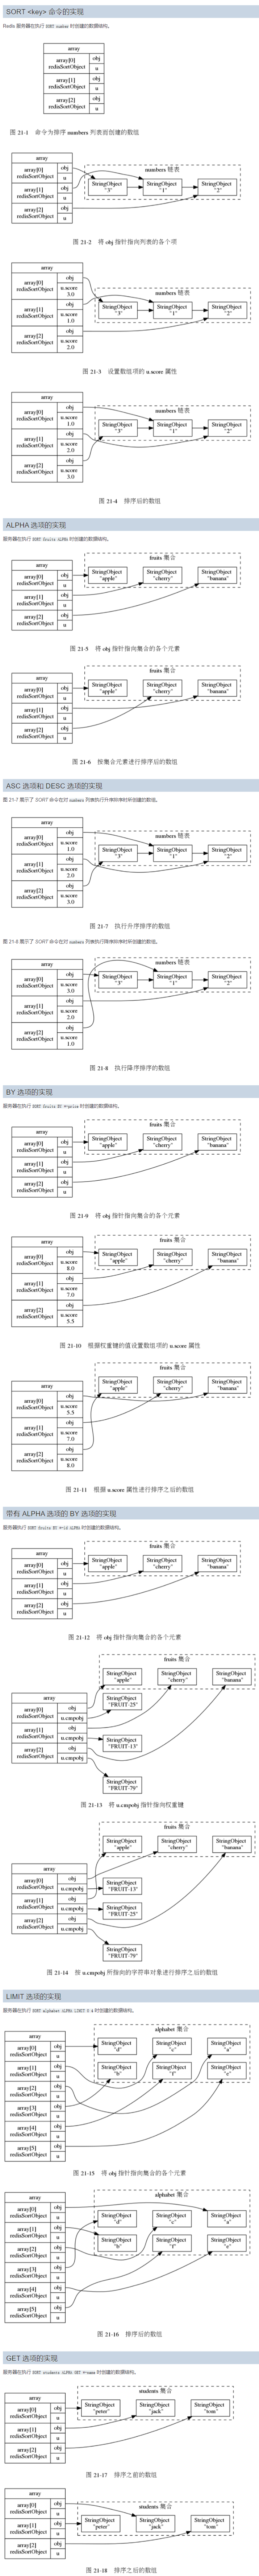 SORT <key> 命令的实现
Redis 服务器在执行 SORT number 时创建的数据结构。
array
array[0]
redisSortObject
obj
u
array[1]
redisSortObject
obj
u
array[2]
redisSortObject
obj
u
图 21-1 命令为排序 numbers 列表而创建的数组
array
array[0]
redisSortObject
obj
u
array[1]
redisSortObject
obj
u
array[2]
redisSortObject
obj
u
numbers 链表
StringObject
"3"
StringObject
"1"
StringObject
"2"
图 21-2 将 obj 指针指向列表的各个项
array
array[0]
redisSortObject
obj
u.score
3.0
array[1]
redisSortObject
obj
u.score
1.0
array[2]
redisSortObject
obj
u.score
2.0
numbers 链表
StringObject
"3"
StringObject
"1"
StringObject
"2"
图 21-3 设置数组项的 u.score 属性
array
array[0]
redisSortObject
obj
u.score
1.0
array[1]
redisSortObject
obj
u.score
2.0
array[2]
redisSortObject
obj
u.score
3.0
numbers 链表
StringObject
"3"
StringObject
"1"
StringObject
"2"
图 21-4 排序后的数组
ALPHA 选项的实现
服务器在执行 SORT fruits ALPHA 时创建的数据结构。
array
array[0]
redisSortObject
obj
u
array[1]
redisSortObject
obj
u
array[2]
redisSortObject
obj
u
fruits 集合
StringObject
"apple"
StringObject
"cherry"
StringObject
"banana"
图 21-5 将 obj 指针指向集合的各个元素
array
array[0]
redisSortObject
obj
u
array[1]
redisSortObject
obj
u
array[2]
redisSortObject
obj
u
fruits 集合
StringObject
"apple"
StringObject
"cherry"
StringObject
"banana"
图 21-6 按集合元素进行排序后的数组
ASC 选项和 DESC 选项的实现
图 21-7 展示了 SORT 命令在对 numbers 列表执行升序排序时所创建的数组。
array
array[0]
redisSortObject
obj
u.score
1.0
array[1]
redisSortObject
obj
u.score
2.0
array[2]
redisSortObject
obj
u.score
3.0
numbers 链表
StringObject
"3"
StringObject
"1"
StringObject
"2"
图 21-7 执行升序排序的数组
图 21-8 展示了 SORT 命令在对 numbers 列表执行降序排序时所创建的数组。
array
array[0]
redisSortObject
obj
u.score
3.0
array[1]
redisSortObject
obj
u.score
2.0
array[2]
redisSortObject
obj
u.score
1.0
numbers 链表
StringObject
"3"
StringObject
"1"
StringObject
"2"
图 21-8 执行降序排序的数组
BY 选项的实现
服务器在执行 SORT fruits BY *-price 时创建的数据结构。
array
array[0]
redisSortObject
obj
u
array[1]
redisSortObject
obj
u
array[2]
redisSortObject
obj
u
fruits 集合
StringObject
"apple"
StringObject
"cherry"
StringObject
"banana"
图 21-9 将 obj 指针指向集合的各个元素
array
array[0]
redisSortObject
obj
u.score
8.0
array[1]
redisSortObject
obj
u.score
7.0
array[2]
redisSortObject
obj
u.score
5.5
fruits 集合
StringObject
"apple"
StringObject
"cherry"
StringObject
"banana"
图 21-10 根据权重键的值设置数组项的 u.score 属性
array
array[0]
redisSortObject
obj
u.score
5.5
array[1]
redisSortObject
obj
u.score
7.0
array[2]
redisSortObject
obj
u.score
8.0
fruits 集合
StringObject
"apple"
StringObject
"cherry"
StringObject
"banana"
图 21-11 根据 u.score 属性进行排序之后的数组
带有 ALPHA 选项的 BY 选项的实现
服务器执行 SORT fruits BY *-id ALPHA 时创建的数据结构。
array
array[0]
redisSortObject
obj
u
array[1]
redisSortObject
obj
u
array[2]
redisSortObject
obj
u
fruits 集合
StringObject
"apple"
StringObject
"cherry"
StringObject
"banana"
图 21-12 将 obj 指针指向集合的各个元素
array
array[0]
redisSortObject
obj
u.cmpobj
array[1]
redisSortObject
obj
u.cmpobj
array[2]
redisSortObject
obj
u.cmpobj
fruits 集合
StringObject
"apple"
StringObject
"cherry"
StringObject
"banana"
StringObject
"FRUIT-25"
StringObject
"FRUIT-13"
StringObject
"FRUIT-79"
图 21-13 将 u.cmpobj 指针指向权重键
array
array[0]
redisSortObject
obj
u.cmpobj
array[1]
redisSortObject
obj
u.cmpobj
array[2]
redisSortObject
obj
u.cmpobj
fruits 集合
StringObject
"apple"
StringObject
"cherry"
StringObject
"banana"
StringObject
"FRUIT-13"
StringObject
"FRUIT-25"
StringObject
"FRUIT-79"
图 21-14 按 u.cmpobj 所指向的字符串对象进行排序之后的数组
LIMIT 选项的实现
服务器在执行 SORT alphabet ALPHA LIMIT 0 4 时创建的数据结构。
array
array[0]
redisSortObject
obj
u
array[1]
redisSortObject
obj
u
array[2]
redisSortObject
obj
u
array[3]
redisSortObject
obj
u
array[4]
redisSortObject
obj
u
array[5]
redisSortObject
obj
u
alphabet 集合
StringObject
"d"
StringObject
"c"
StringObject
"a"
StringObject
"b"
StringObject
"f"
StringObject
"e"
图 21-15 将 obj 指针指向集合的各个元素
array
array[0]
redisSortObject
obj
u
array[1]
redisSortObject
obj
u
array[2]
redisSortObject
obj
u
array[3]
redisSortObject
obj
u
array[4]
redisSortObject
obj
u
array[5]
redisSortObject
obj
u
alphabet 集合
StringObject
"d"
StringObject
"c"
StringObject
"a"
StringObject
"b"
StringObject
"f"
StringObject
"e"
图 21-16 排序后的数组
GET 选项的实现
服务器在执行 SORT students ALPHA GET *-name 时创建的数据结构。
array
array[0]
redisSortObject
obj
u
array[1]
redisSortObject
obj
u
array[2]
redisSortObject
obj
u
students 集合
StringObject
"peter"
StringObject
"jack"
StringObject
"tom"
图 21-17 排序之前的数组
array
array[0]
redisSortObject
obj
u
array[1]
redisSortObject
obj
u
array[2]
redisSortObject
obj
u
students 集合
StringObject
"peter"
StringObject
"jack"
StringObject
"tom"
图 21-18 排序之后的数组